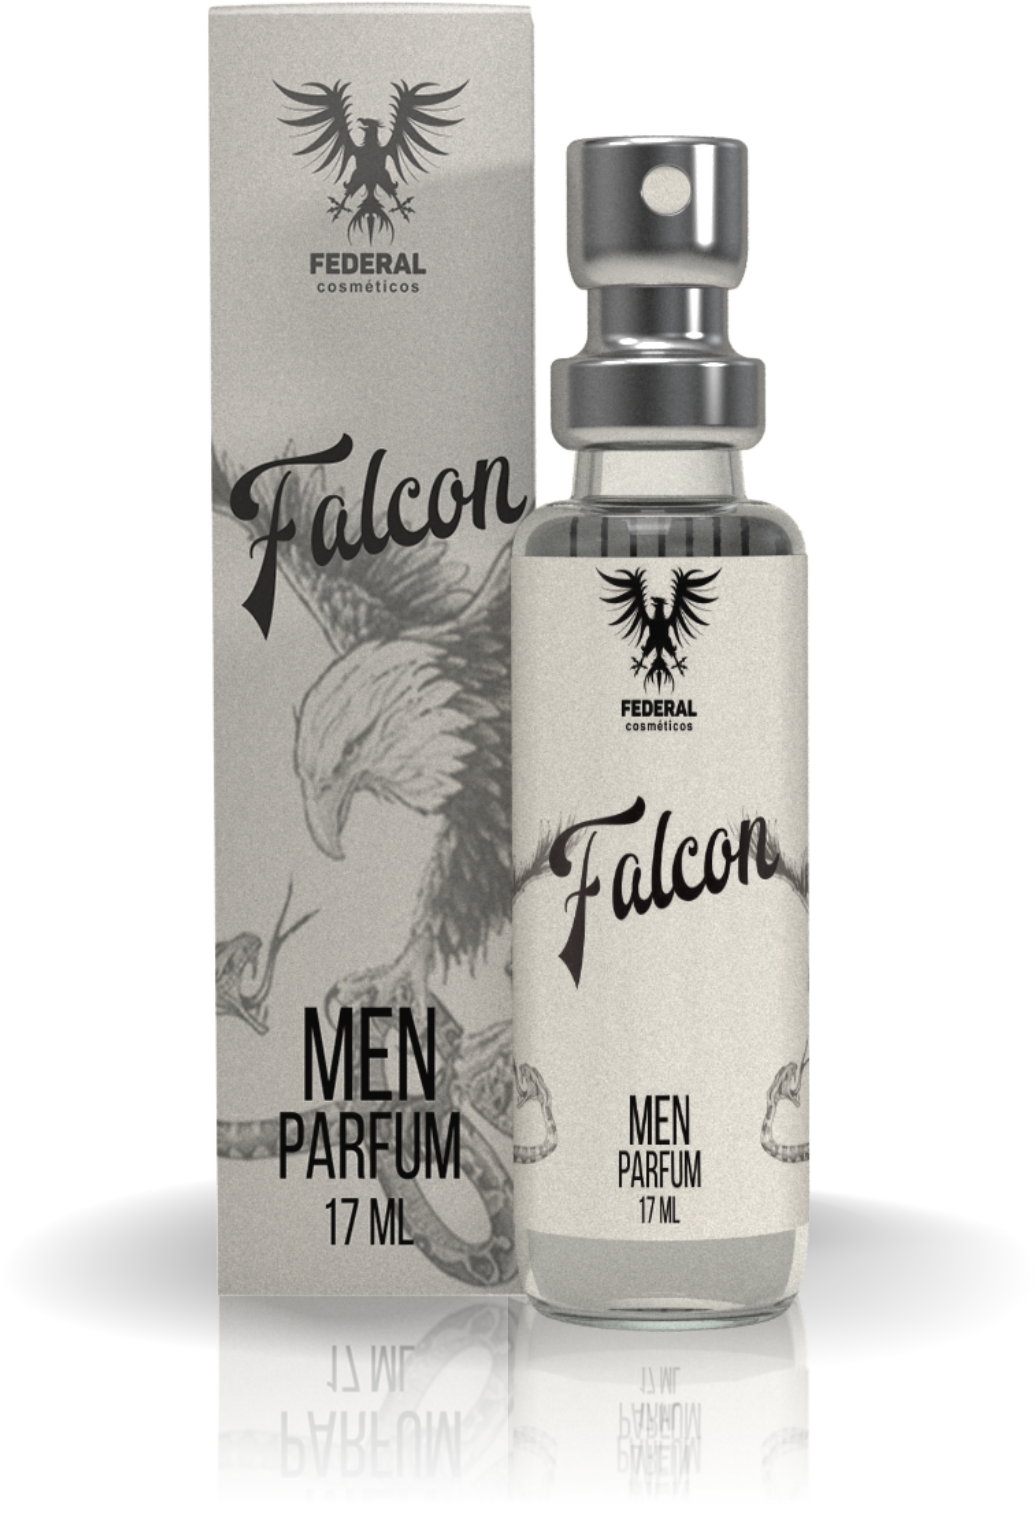 FEDERAL
cosméticos
Falcon
MEN
PARFUM
17 ML
FEDERAL
cosméticos
Falcon
MEN
PARFUM
17 ML